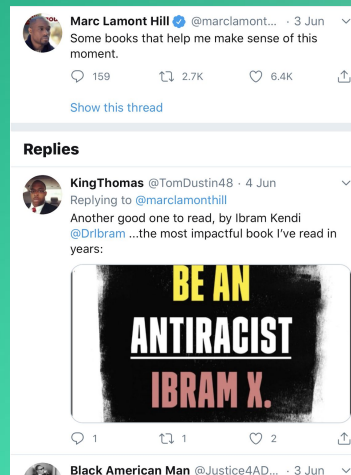 Marc Lamont Hill @marclamont... · 3 Jun
Some books that help me make sense of this
moment.
159 2.7K 6.4K
Show this thread
Replies
KingThomas @TomDustin48 · 4 Jun
Replying to @marclamonthill
Another good one to read, by Ibram Kendi
@DrIbram ...the most impactful book I've read in
years:
BE AN
ANTIRACIST
IBRAM X.
1 1 2
Black American Man @Justice4AD... · 3 Jun